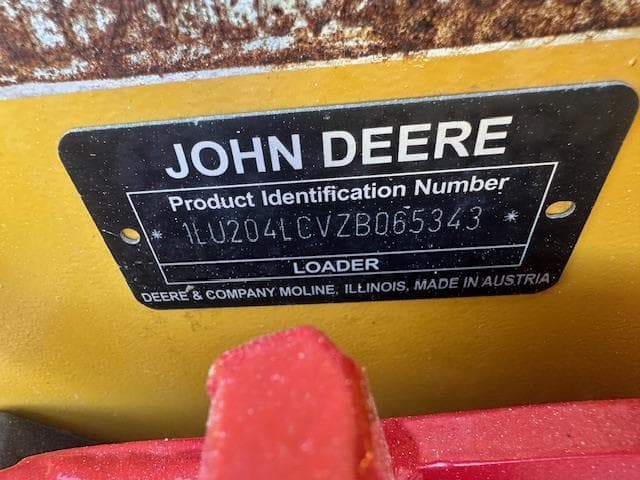 JOHN DEERE
Product Identification Number
* 1LU204LCVZB065343 *
LOADER
DEERE & COMPANY MOLINE, ILLINOIS, MADE IN AUSTRIA